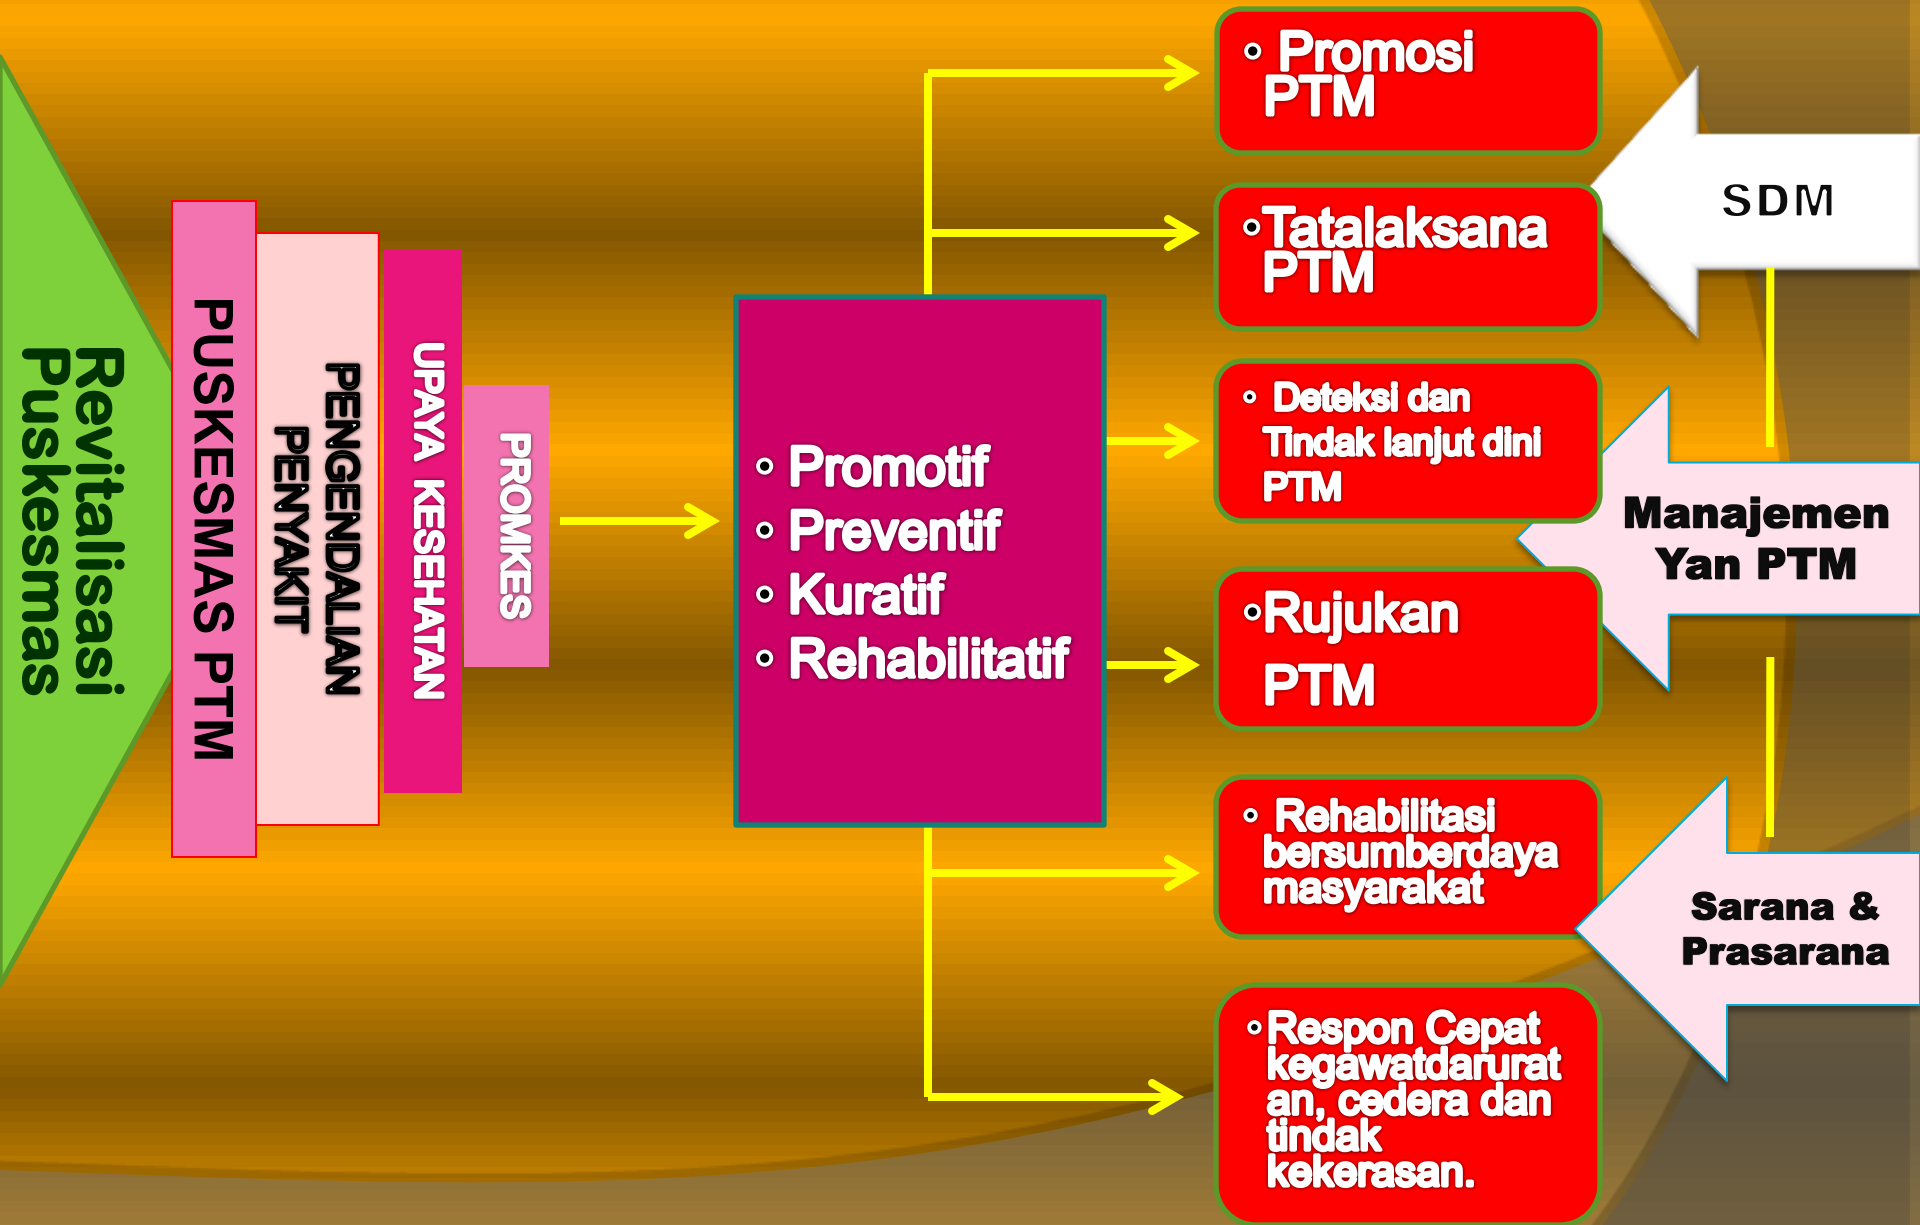 Revitalisasi
Puskesmas
PUSKESMAS PTM
PENGENDALIAN
PENYAKIT
UPAYA KESEHATAN
PROMKES
• Promotif
• Preventif
• Kuratif
• Rehabilitatif
• Promosi
PTM
•Tatalaksana
PTM
• Deteksi dan
Tindak lanjut dini
PTM
•Rujukan
PTM
• Rehabilitasi
bersumberdaya
masyarakat
•Respon Cepat
kegawatdarurat
an, cedera dan
tindak
kekerasan.
SDM
Manajemen
Yan PTM
Sarana &
Prasarana